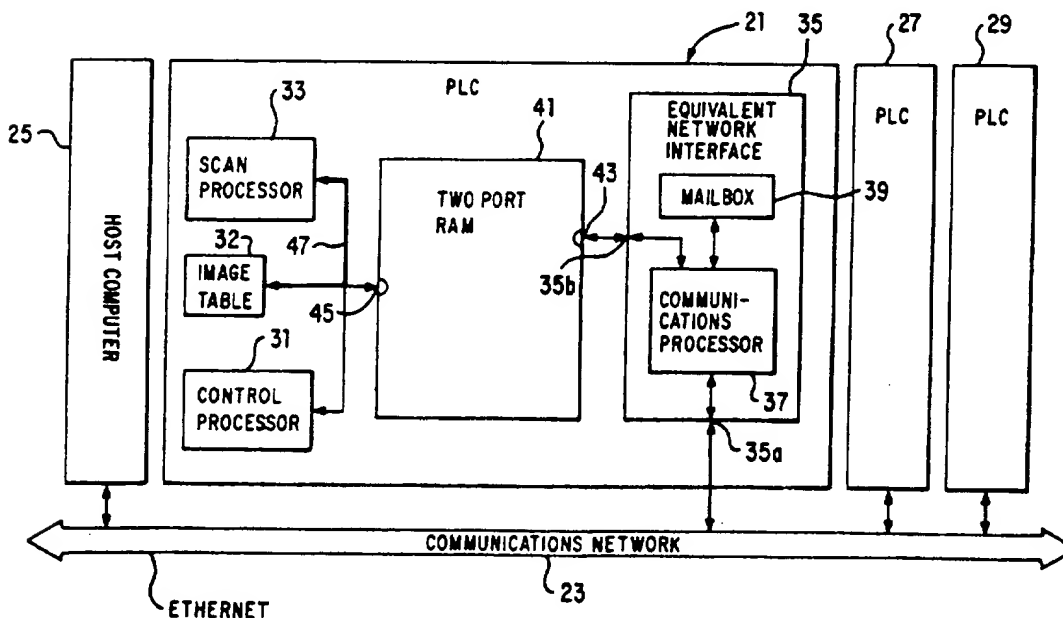 21
35
27
29
PLC
33
41
EQUIVALENT
NETWORK
INTERFACE
PLC
PLC
25
SCAN
PROCESSOR
TWO PORT
RAM
43
MAILBOX
39
HOST COMPUTER
32
47
IMAGE
TABLE
45
35b
COMMUNI-
CATIONS
PROCESSOR
31
CONTROL
PROCESSOR
37
35a
COMMUNICATIONS NETWORK
23
ETHERNET